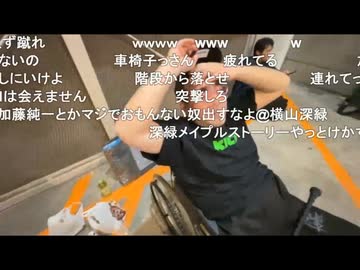 ず蹴れ wwwww www w
ないの 車椅子っさん 疲れてる
しにいけよ 階段から落とせ 連れてっ
は会えません 突撃しろ
加藤純一とかマジでおもんない奴出すなよ@横山深緑
深緑メイプルストーリーやっとけかす